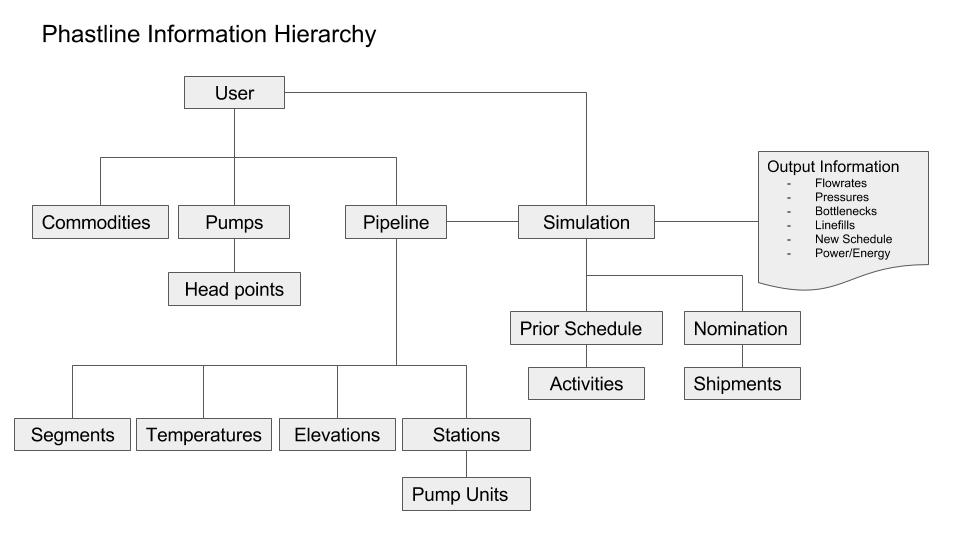 Phastline Information Hierarchy
User
Output Information
- Flowrates
- Pressures
- Bottlenecks
- Linefills
- New Schedule
- Power/Energy
Commodities
Pumps
Pipeline
Simulation
Head points
Prior Schedule
Nomination
Activities
Shipments
Segments
Temperatures
Elevations
Stations
Pump Units